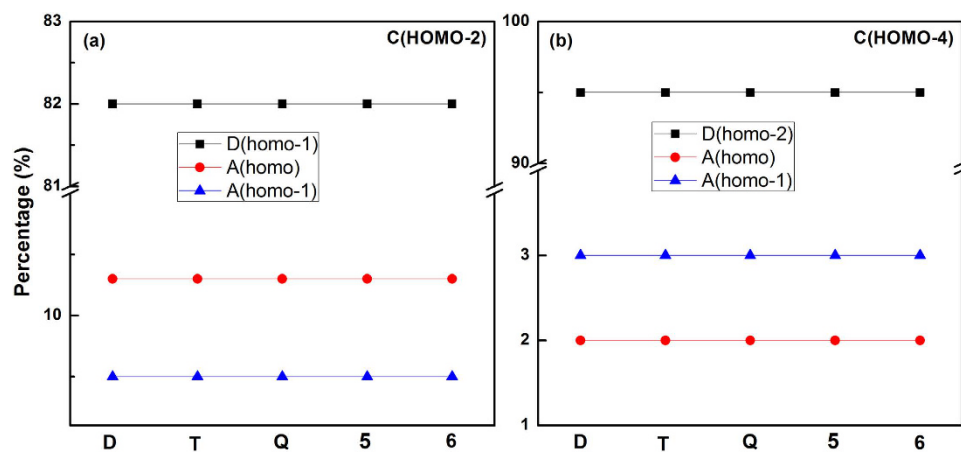 83
(a)
C(HOMO-2)
82
D(homo-1)
A(homo)
A(homo-1)
81
10
Percentage (%)
D T Q 5 6
100
(b)
C(HOMO-4)
D(homo-2)
A(homo)
A(homo-1)
90
3
2
1
D T Q 5 6